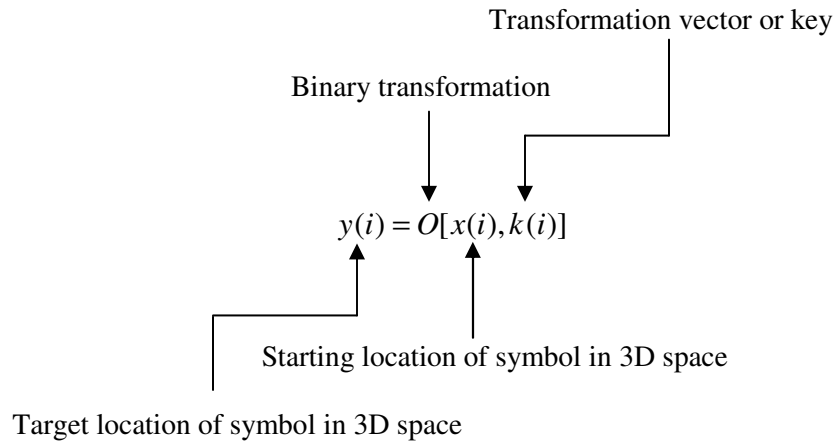 Transformation vector or key
Binary transformation
y(i) = O[x(i), k(i)]
Starting location of symbol in 3D space
Target location of symbol in 3D space